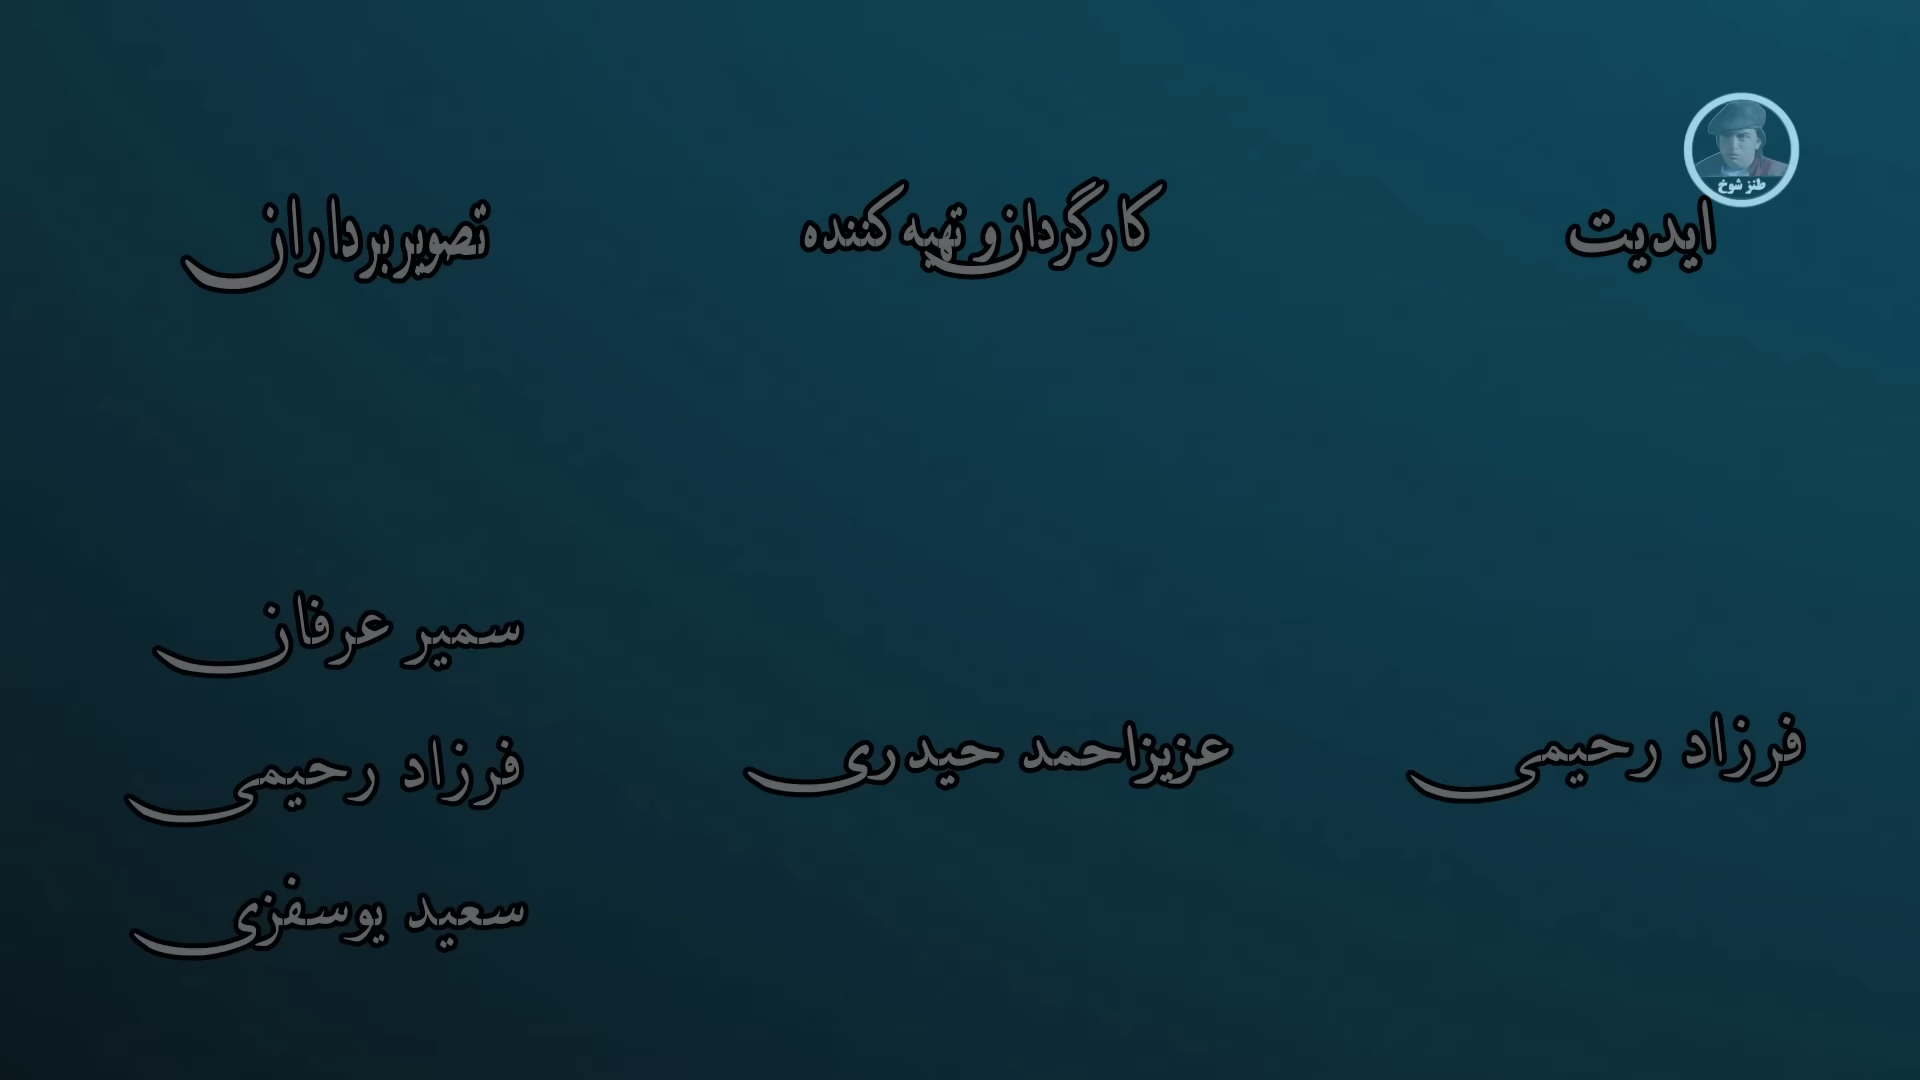 طنز شوخ
ایدیت
کارگردان و تهیه کننده
تصویربرداران
فرزاد رحیمی
عزیزاحمد حیدری
سمیر عرفان
فرزاد رحیمی
سعید یوسفزی